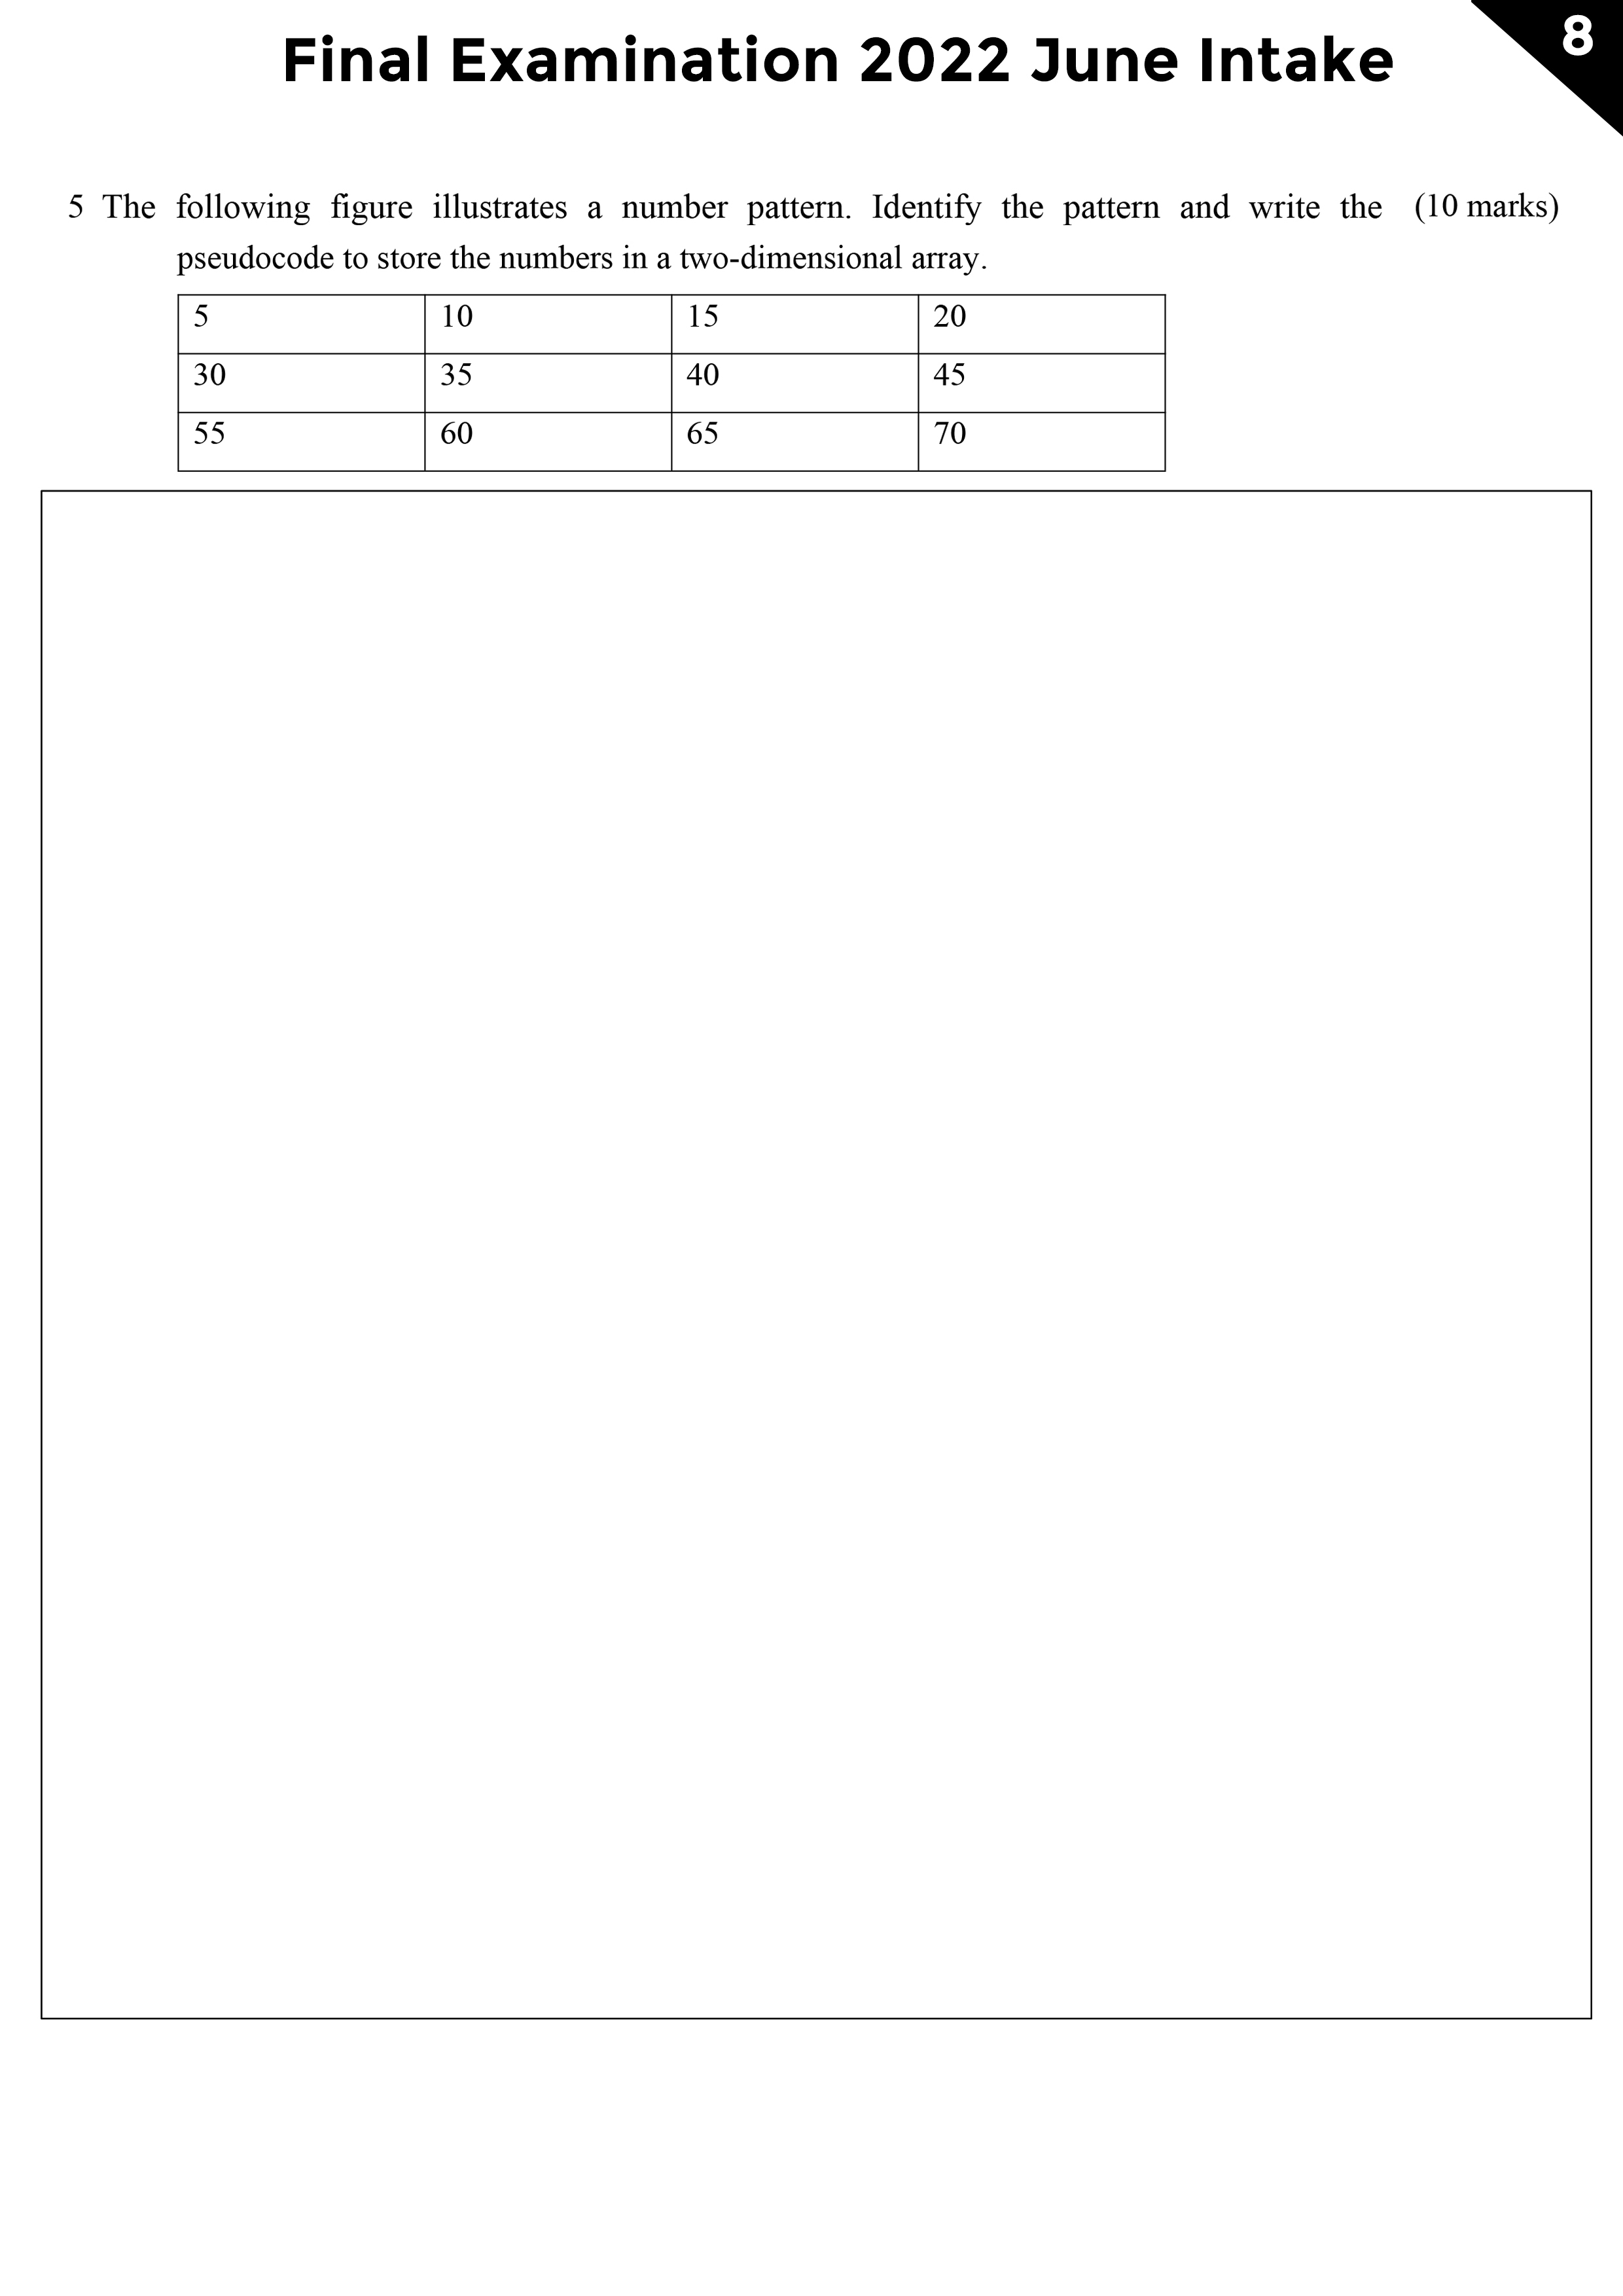 Final Examination 2022 June Intake
8
5 The following figure illustrates a number pattern. Identify the pattern and write the (10 marks)
pseudocode to store the numbers in a two-dimensional array.
5 10 15 20
30 35 40 45
55 60 65 70